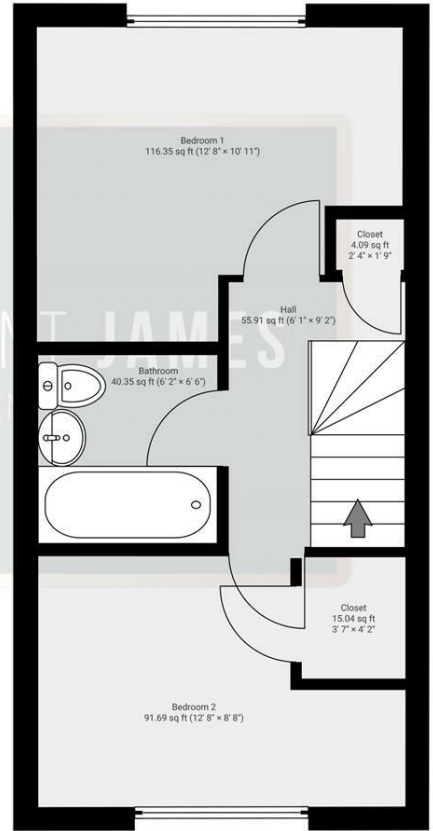 Bedroom 1
116.35 sq ft (12' 8" × 10' 11")
Closet
4.09 sq ft
2' 4" × 1' 9"
Hall
55.91 sq ft (6' 1" × 9' 2")
NT JAMES
Bathroom
40.35 sq ft (6' 2" × 6' 6")
EN
Closet
15.04 sq ft
3' 7" × 4' 2"
Bedroom 2
91.69 sq ft (12' 8" × 8' 8")